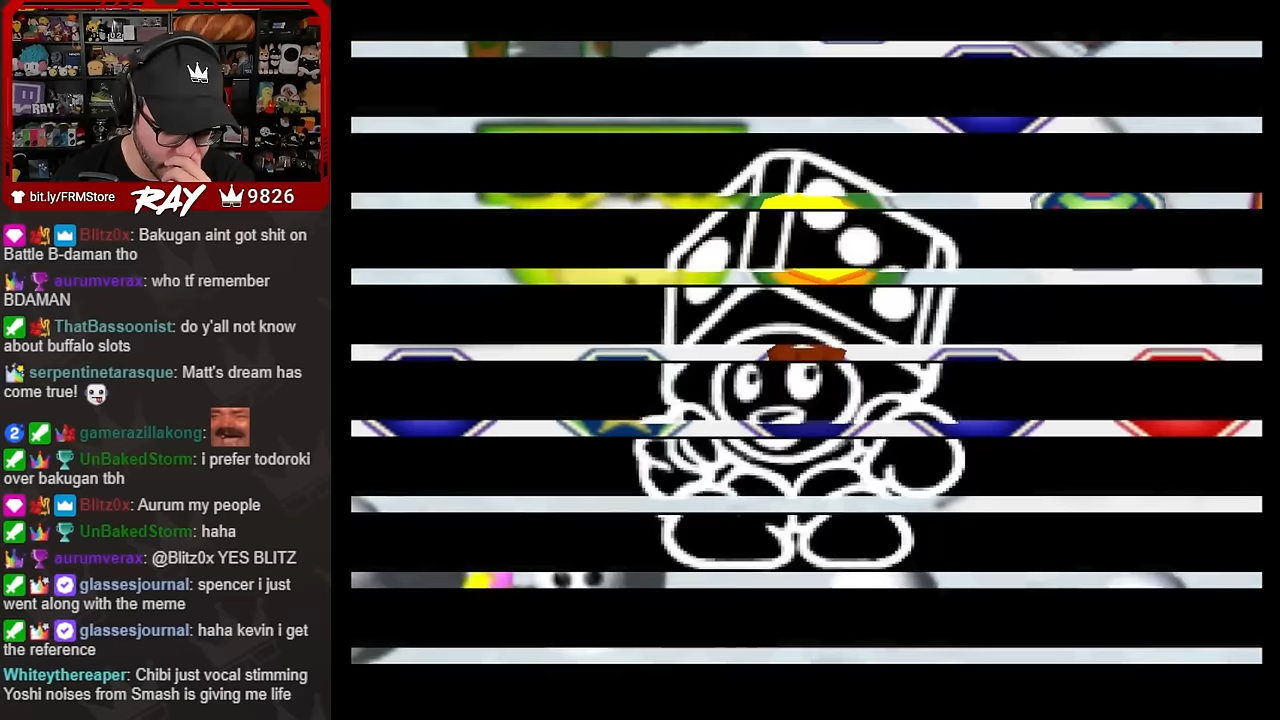 RAY
bit.ly/FRMStore RAY 9826
Blitz0x: Bakugan aint got shit on
Battle B-daman tho
aurumverax: who tf remember
BDAMAN
ThatBassoonist: do y'all not know
about buffalo slots
serpentinetarasque: Matt's dream has
come true!
2 gamerazillakong:
UnBakedStorm: i prefer todoroki
over bakugan tbh
Blitz0x: Aurum my people
UnBakedStorm: haha
aurumverax: @Blitz0x YES BLITZ
glassesjournal: spencer i just
went along with the meme
glassesjournal: haha kevin i get
the reference
Whiteythereaper: Chibi just vocal stimming
Yoshi noises from Smash is giving me life